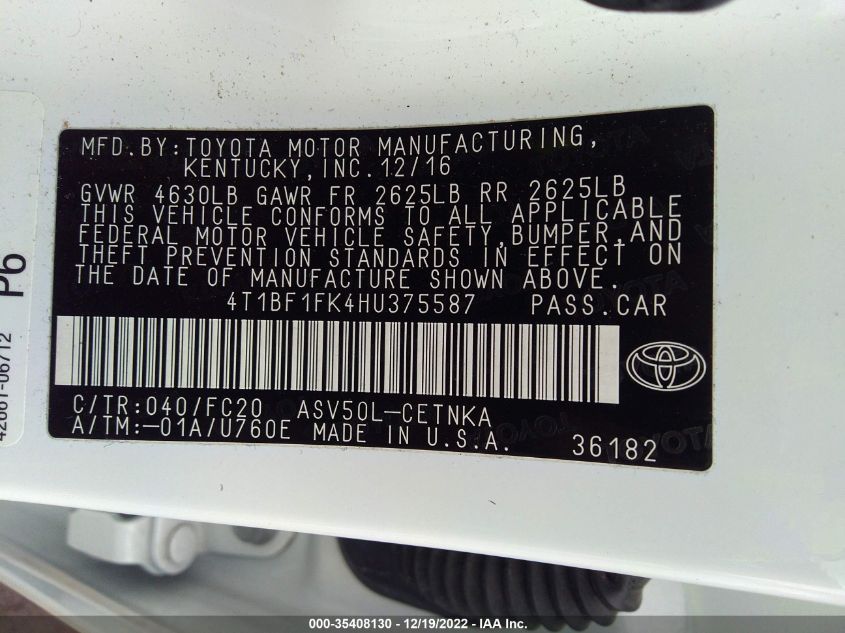 MFD.BY:TOYOTA MOTOR MANUFACTURING,
KENTUCKY,INC.12/16
GVWR 4630LB GAWR FR 2625LB RR 2625LB
THIS VEHICLE CONFORMS TO ALL APPLICABLE
FEDERAL MOTOR VEHICLE SAFETY,BUMPER,AND
THEFT PREVENTION STANDARDS IN EFFECT ON
THE DATE OF MANUFACTURE SHOWN ABOVE.
4T1BF1FK4HU375587 PASS.CAR
C/TR:040/FC20 ASV50L-CETNKA
A/TM:-01A/U760E MADE IN U.S.A.
36182
P6
42661-06712
000-35408130 - 12/19/2022 - IAA Inc.